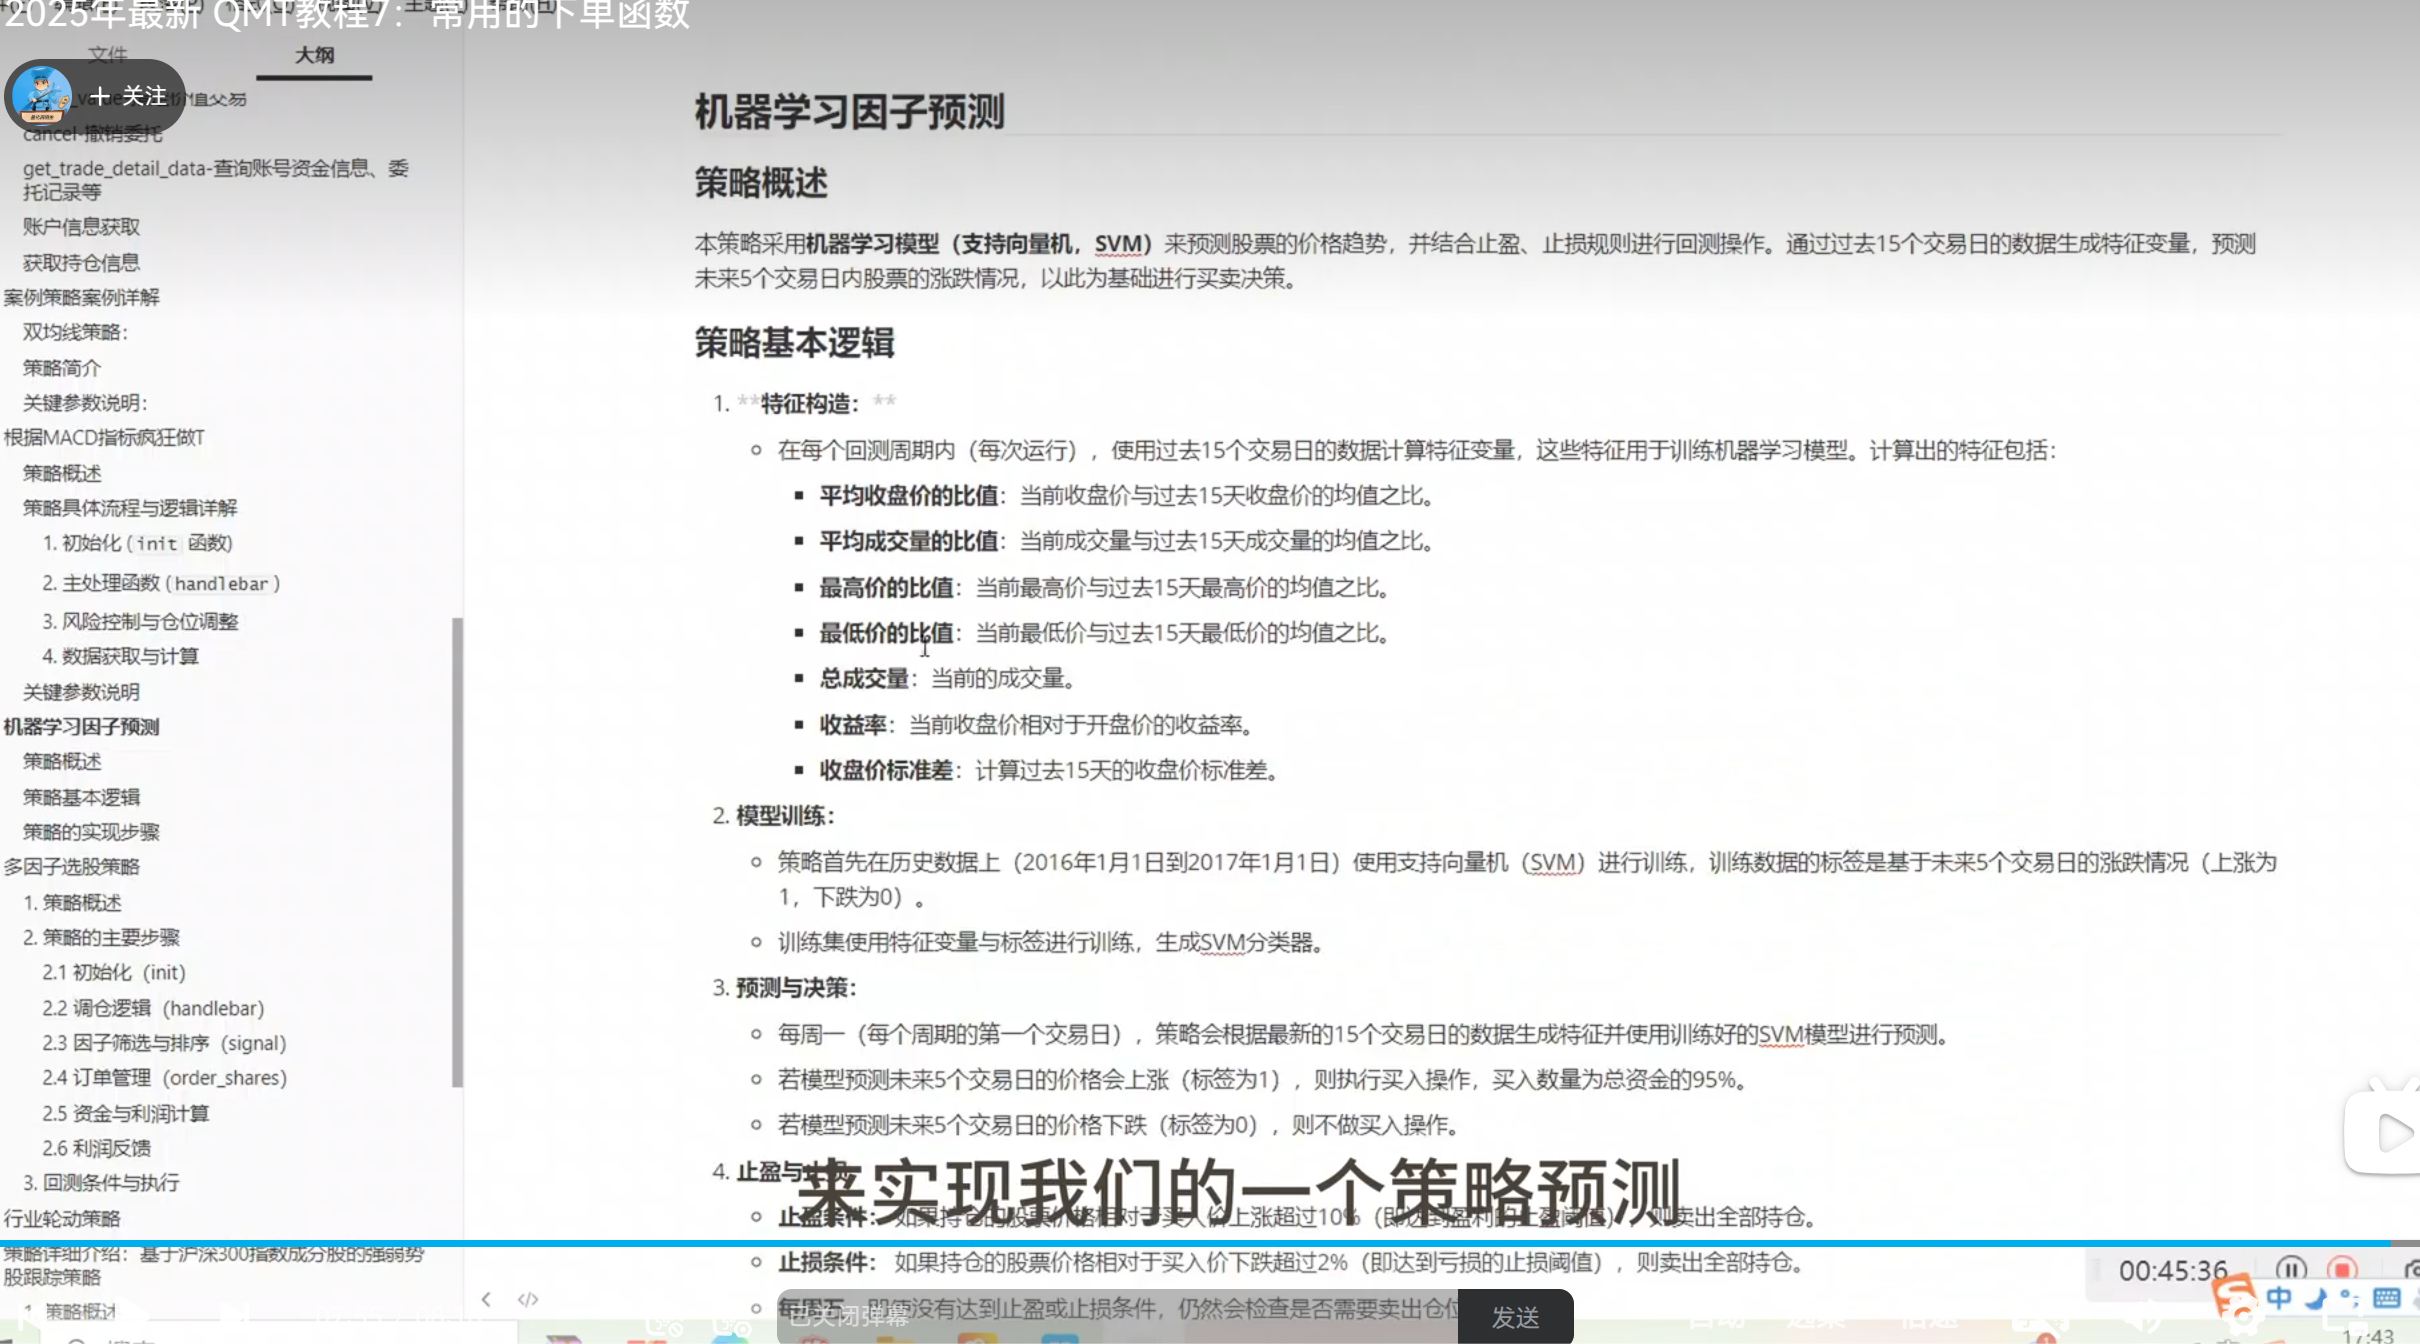 2025年最新 QMT教程7：常用的下单函数
文件
大纲
+ 关注
价值交易
cancel-撤销委托
get_trade_detail_data-查询账号资金信息、委
托记录等
账户信息获取
获取持仓信息
案例策略案例详解
双均线策略：
策略简介
关键参数说明：
根据MACD指标疯狂做T
策略概述
策略具体流程与逻辑详解
1. 初始化 (init 函数)
2. 主处理函数 (handlebar)
3. 风险控制与仓位调整
4. 数据获取与计算
关键参数说明
机器学习因子预测
策略概述
策略基本逻辑
策略的实现步骤
多因子选股策略
1. 策略概述
2. 策略的主要步骤
2.1 初始化（init）
2.2 调仓逻辑（handlebar）
2.3 因子筛选与排序（signal）
2.4 订单管理（order_shares）
2.5 资金与利润计算
2.6 利润反馈
3. 回测条件与执行
行业轮动策略
策略详细介绍：基于沪深300指数成分股的强弱势
股跟踪策略
1. 策略概述
机器学习因子预测
策略概述
本策略采用机器学习模型（支持向量机，SVM）来预测股票的价格趋势，并结合止盈、止损规则进行回测操作。通过过去15个交易日的数据生成特征变量，预测
未来5个交易日内股票的涨跌情况，以此为基础进行买卖决策。
策略基本逻辑
1. **特征构造：**
在每个回测周期内（每次运行），使用过去15个交易日的数据计算特征变量，这些特征用于训练机器学习模型。计算出的特征包括：
平均收盘价的比值：当前收盘价与过去15天收盘价的均值之比。
平均成交量的比值：当前成交量与过去15天成交量的均值之比。
最高价的比值：当前最高价与过去15天最高价的均值之比。
最低价的比值：当前最低价与过去15天最低价的均值之比。
总成交量：当前的成交量。
收益率：当前收盘价相对于开盘价的收益率。
收盘价标准差：计算过去15天的收盘价标准差。
2. 模型训练：
策略首先在历史数据上（2016年1月1日到2017年1月1日）使用支持向量机（SVM）进行训练，训练数据的标签是基于未来5个交易日的涨跌情况（上涨为
1，下跌为0）。
训练集使用特征变量与标签进行训练，生成SVM分类器。
3. 预测与决策：
每周一（每个周期的第一个交易日），策略会根据最新的15个交易日的数据生成特征并使用训练好的SVM模型进行预测。
若模型预测未来5个交易日的价格会上涨（标签为1），则执行买入操作，买入数量为总资金的95%。
若模型预测未来5个交易日的价格下跌（标签为0），则不做买入操作。
4. 止盈与
来实现我们的一个策略预测
止盈条件：如果持仓的股票价格相对于买入价上涨超过10%（即达到盈利的止盈阈值），则卖出全部持仓。
止损条件：如果持仓的股票价格相对于买入价下跌超过2%（即达到亏损的止损阈值），则卖出全部持仓。
每周五，即使没有达到止盈或止损条件，仍然会检查是否需要卖出仓位
已关闭弹幕
发送
00:45:36
中
17:43